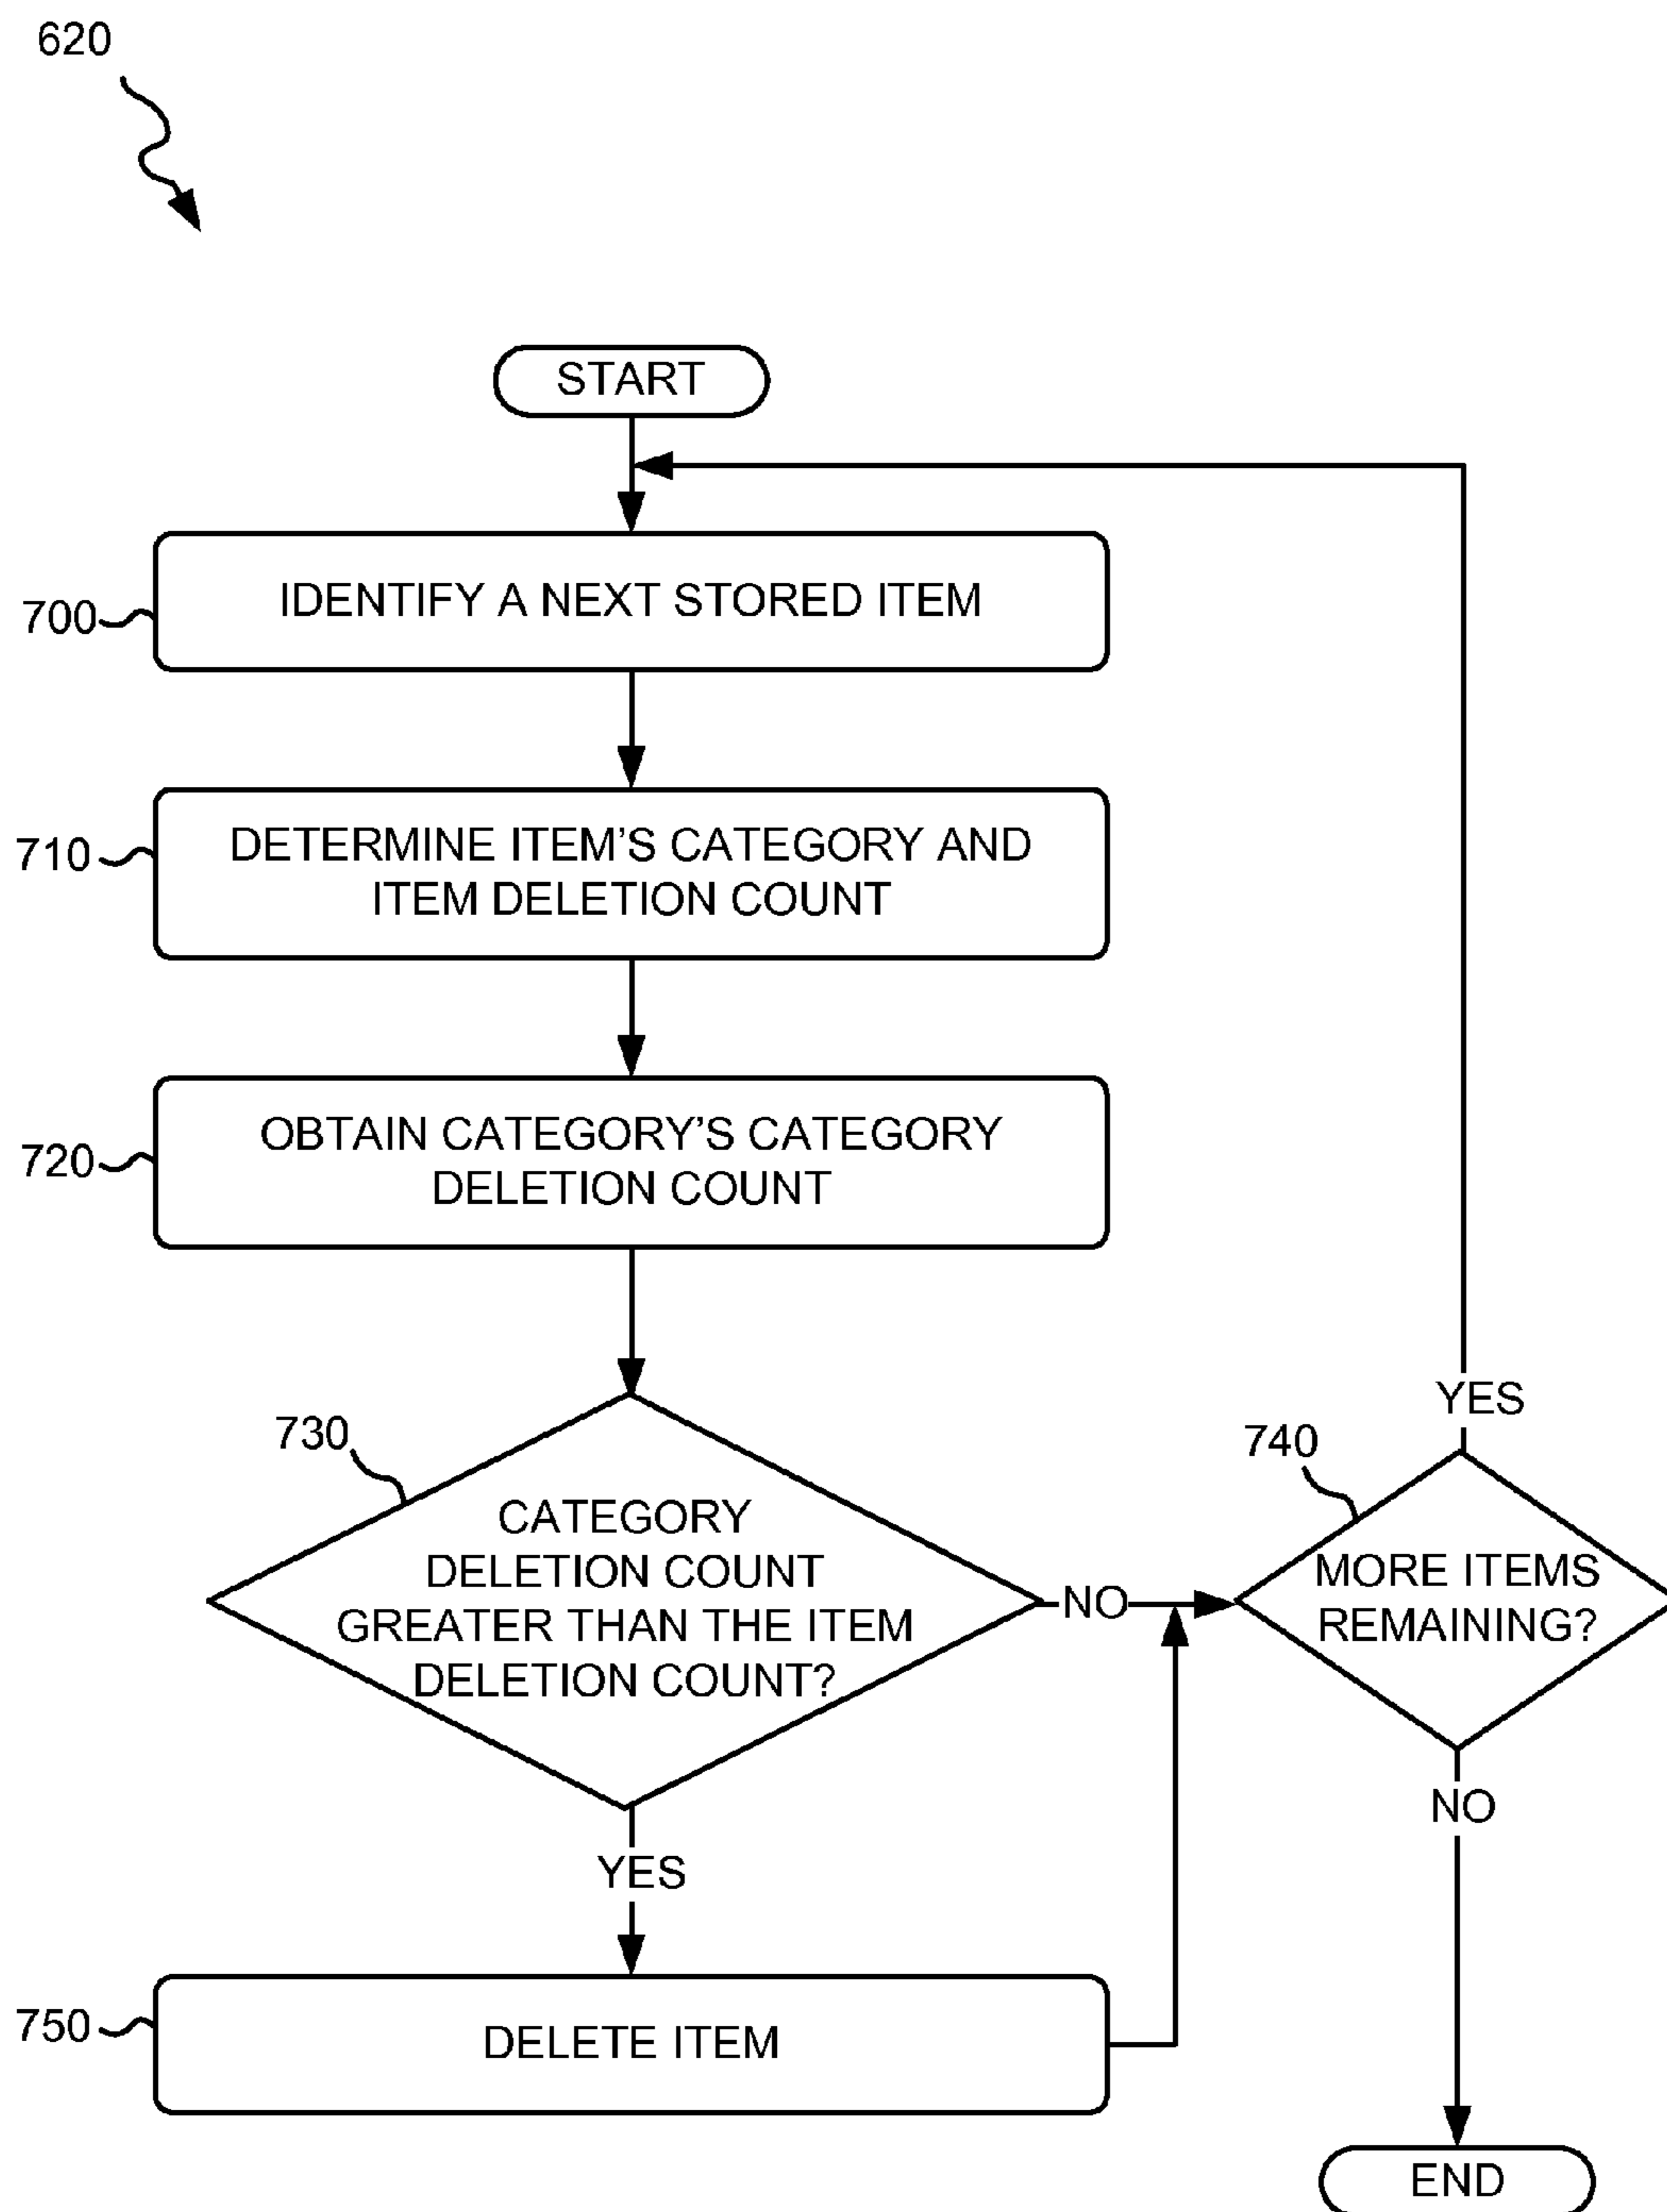 620
START
700
IDENTIFY A NEXT STORED ITEM
710
DETERMINE ITEM’S CATEGORY AND
ITEM DELETION COUNT
720
OBTAIN CATEGORY’S CATEGORY
DELETION COUNT
730
CATEGORY
DELETION COUNT
GREATER THAN THE ITEM
DELETION COUNT?
NO
YES
740
MORE ITEMS
REMAINING?
YES
NO
750
DELETE ITEM
END